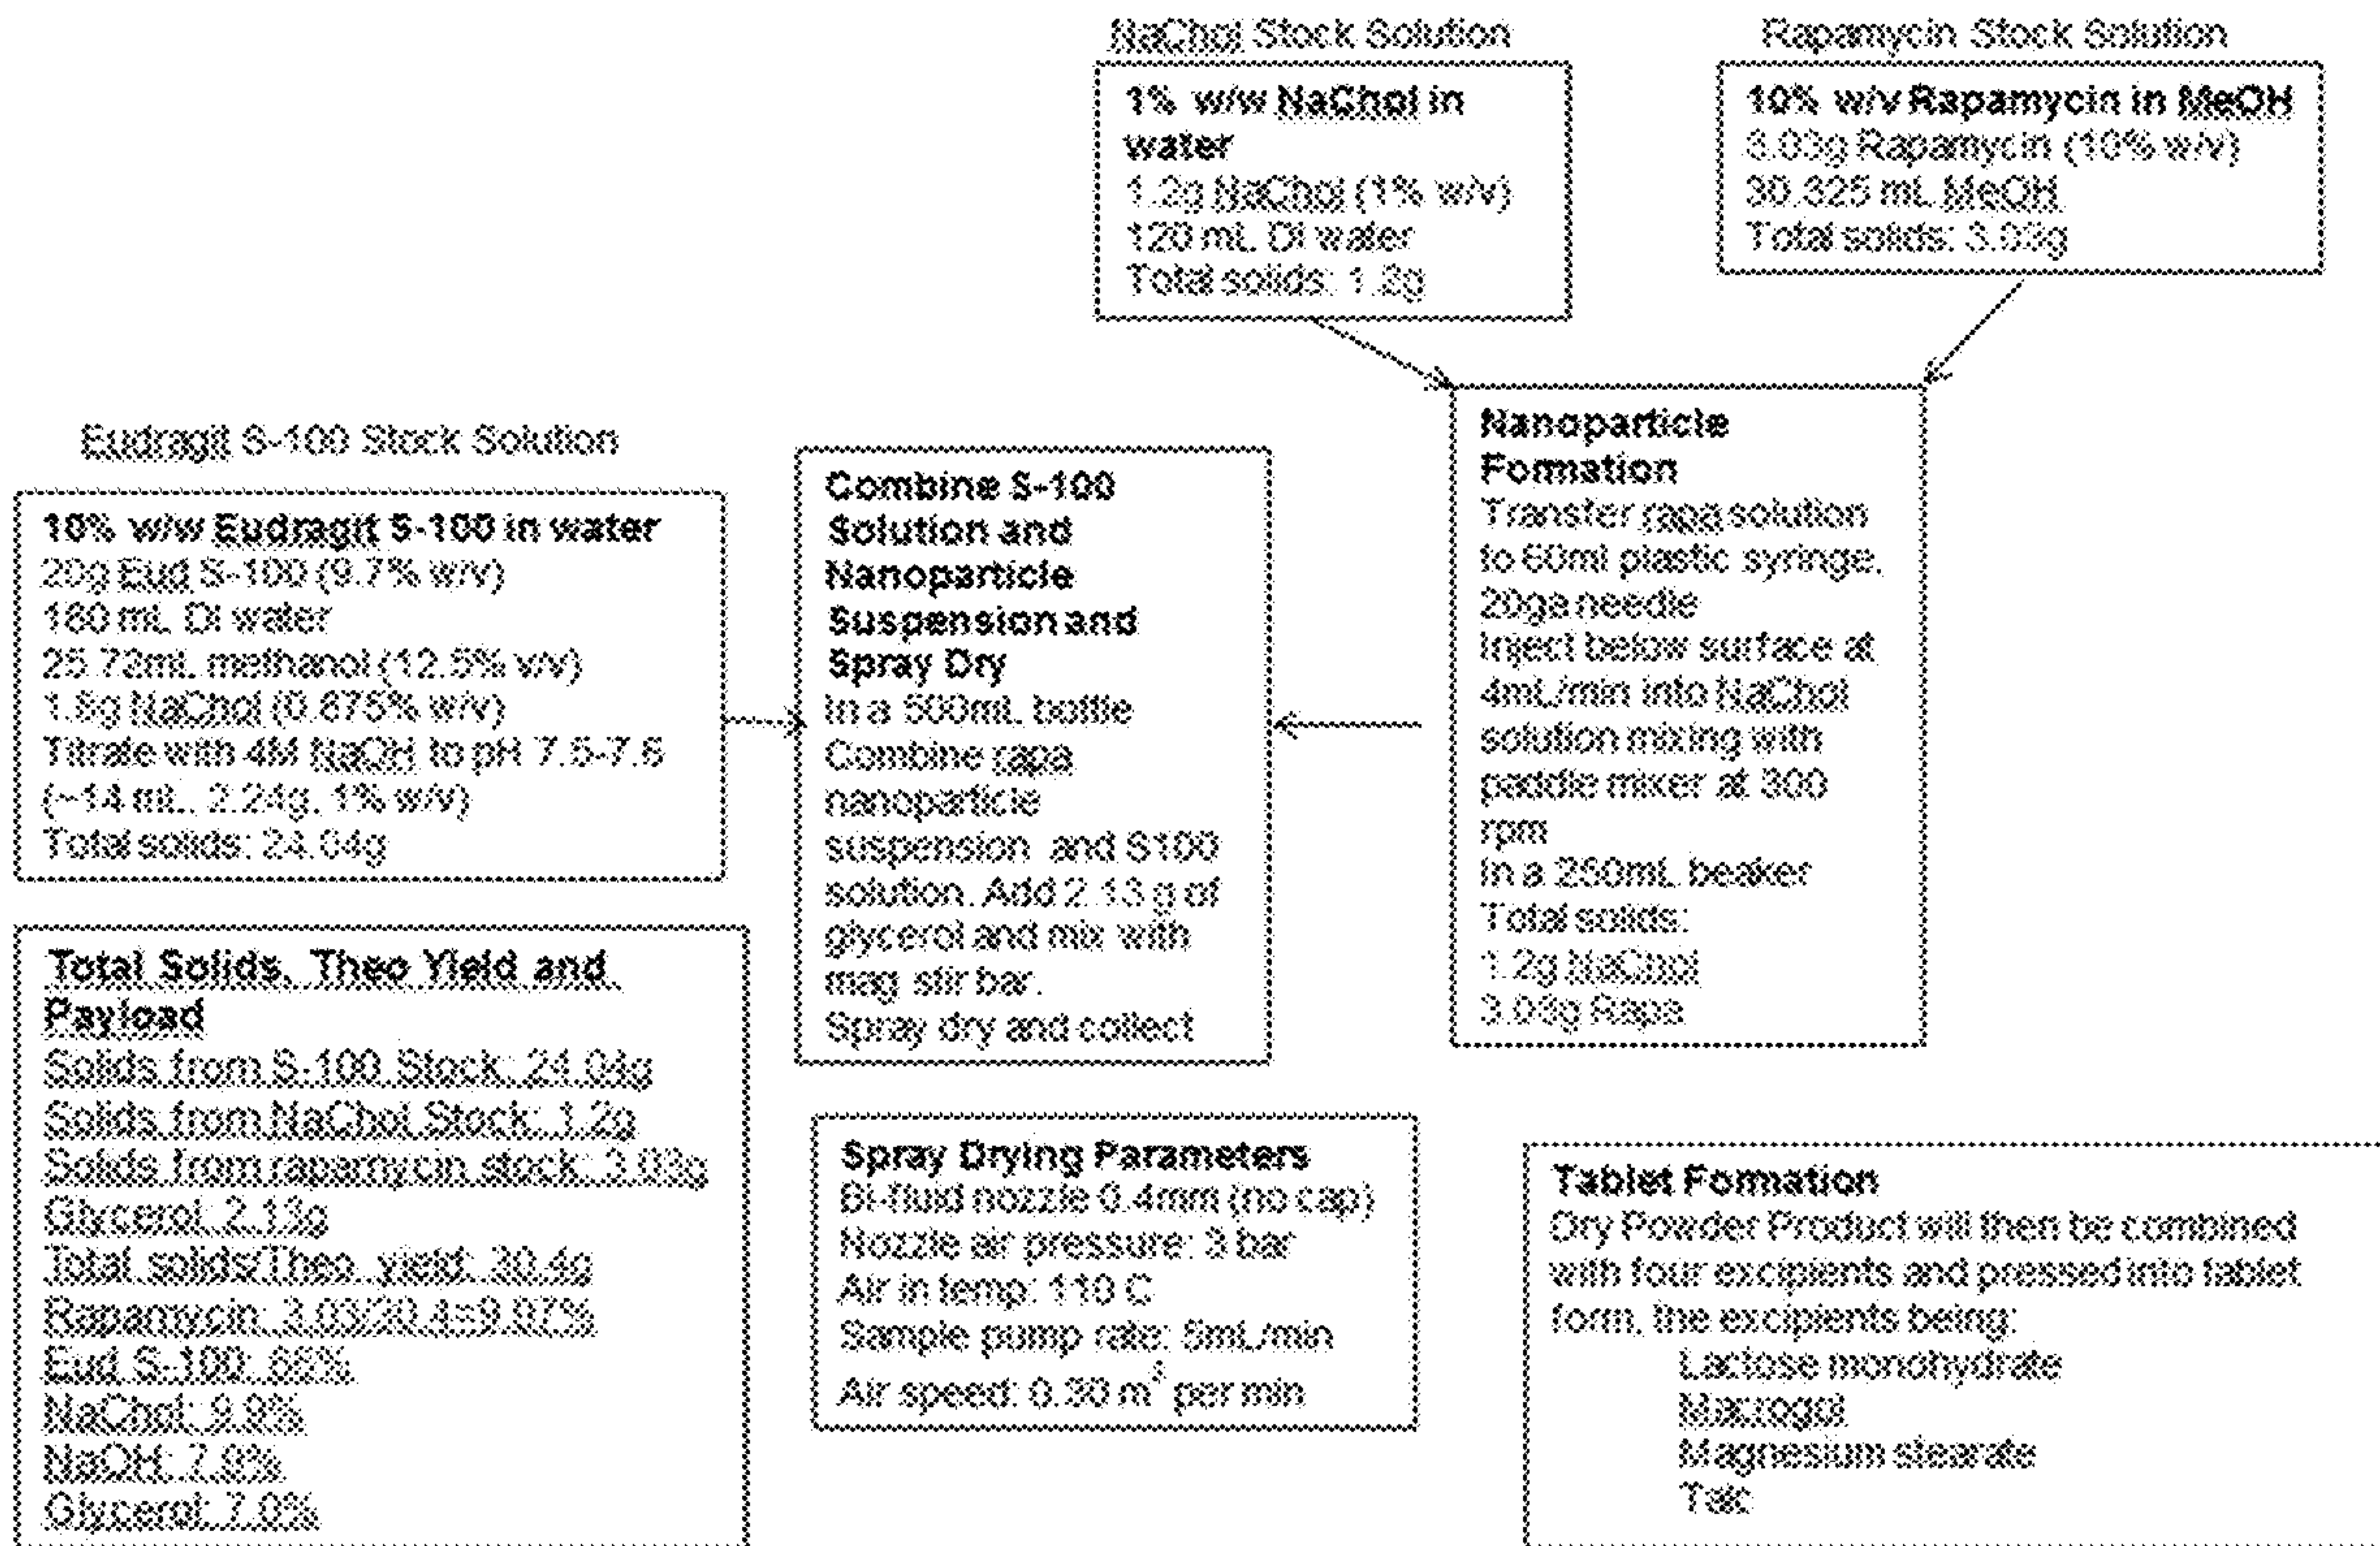 NaChol Stock Solution
1% w/w NaChol in
water
1.2g NaChol (1% w/v)
120 mL DI water
Total solids: 1.2g
Rapamycin Stock Solution
10% w/v Rapamycin in MeOH
3.03g Rapamycin (10% w/v)
30.325 mL MeOH
Total solids: 3.03g
Eudragit S-100 Stock Solution
10% w/w Eudragit S-100 in water
20g Eud S-100 (9.7% w/v)
180 mL DI water
25.72mL methanol (12.5% v/v)
1.8g NaChol (0.875% w/v)
Titrate with 4M NaOH to pH 7.5-7.6
(~14 mL, 2.24g, 1% w/v)
Total solids: 24.04g
Combine S-100
Solution and
Nanoparticle
Suspension and
Spray Dry
In a 500mL bottle
Combine rapa
nanoparticle
suspension and S100
solution. Add 2.13 g of
glycerol and mix with
mag stir bar.
Spray dry and collect
Nanoparticle
Formation
Transfer rapa solution
to 60ml plastic syringe,
20ga needle
Inject below surface at
4mL/min into NaChol
solution mixing with
paddle mixer at 300
rpm
In a 250mL beaker
Total solids:
1.2g NaChol
3.03g Rapa
Total Solids, Theo Yield and
Payload
Solids from S-100 Stock: 24.04g
Solids from NaChol Stock: 1.2g
Solids from rapamycin stock: 3.03g
Glycerol: 2.13g
Total solids/Theo. yield: 30.4g
Rapamycin: 3.03/30.4=9.97%
Eud S-100: 66%
NaChol: 9.9%
NaOH: 7.0%
Glycerol: 7.0%
Spray Drying Parameters
Bi-fluid nozzle 0.4mm (no cap)
Nozzle air pressure: 3 bar
Air in temp: 110 C
Sample pump rate: 5mL/min
Air speed: 0.30 m³ per min
Tablet Formation
Dry Powder Product will then be combined
with four excipients and pressed into tablet
form, the excipients being:
Lactose monohydrate
Macrogol
Magnesium stearate
Talc